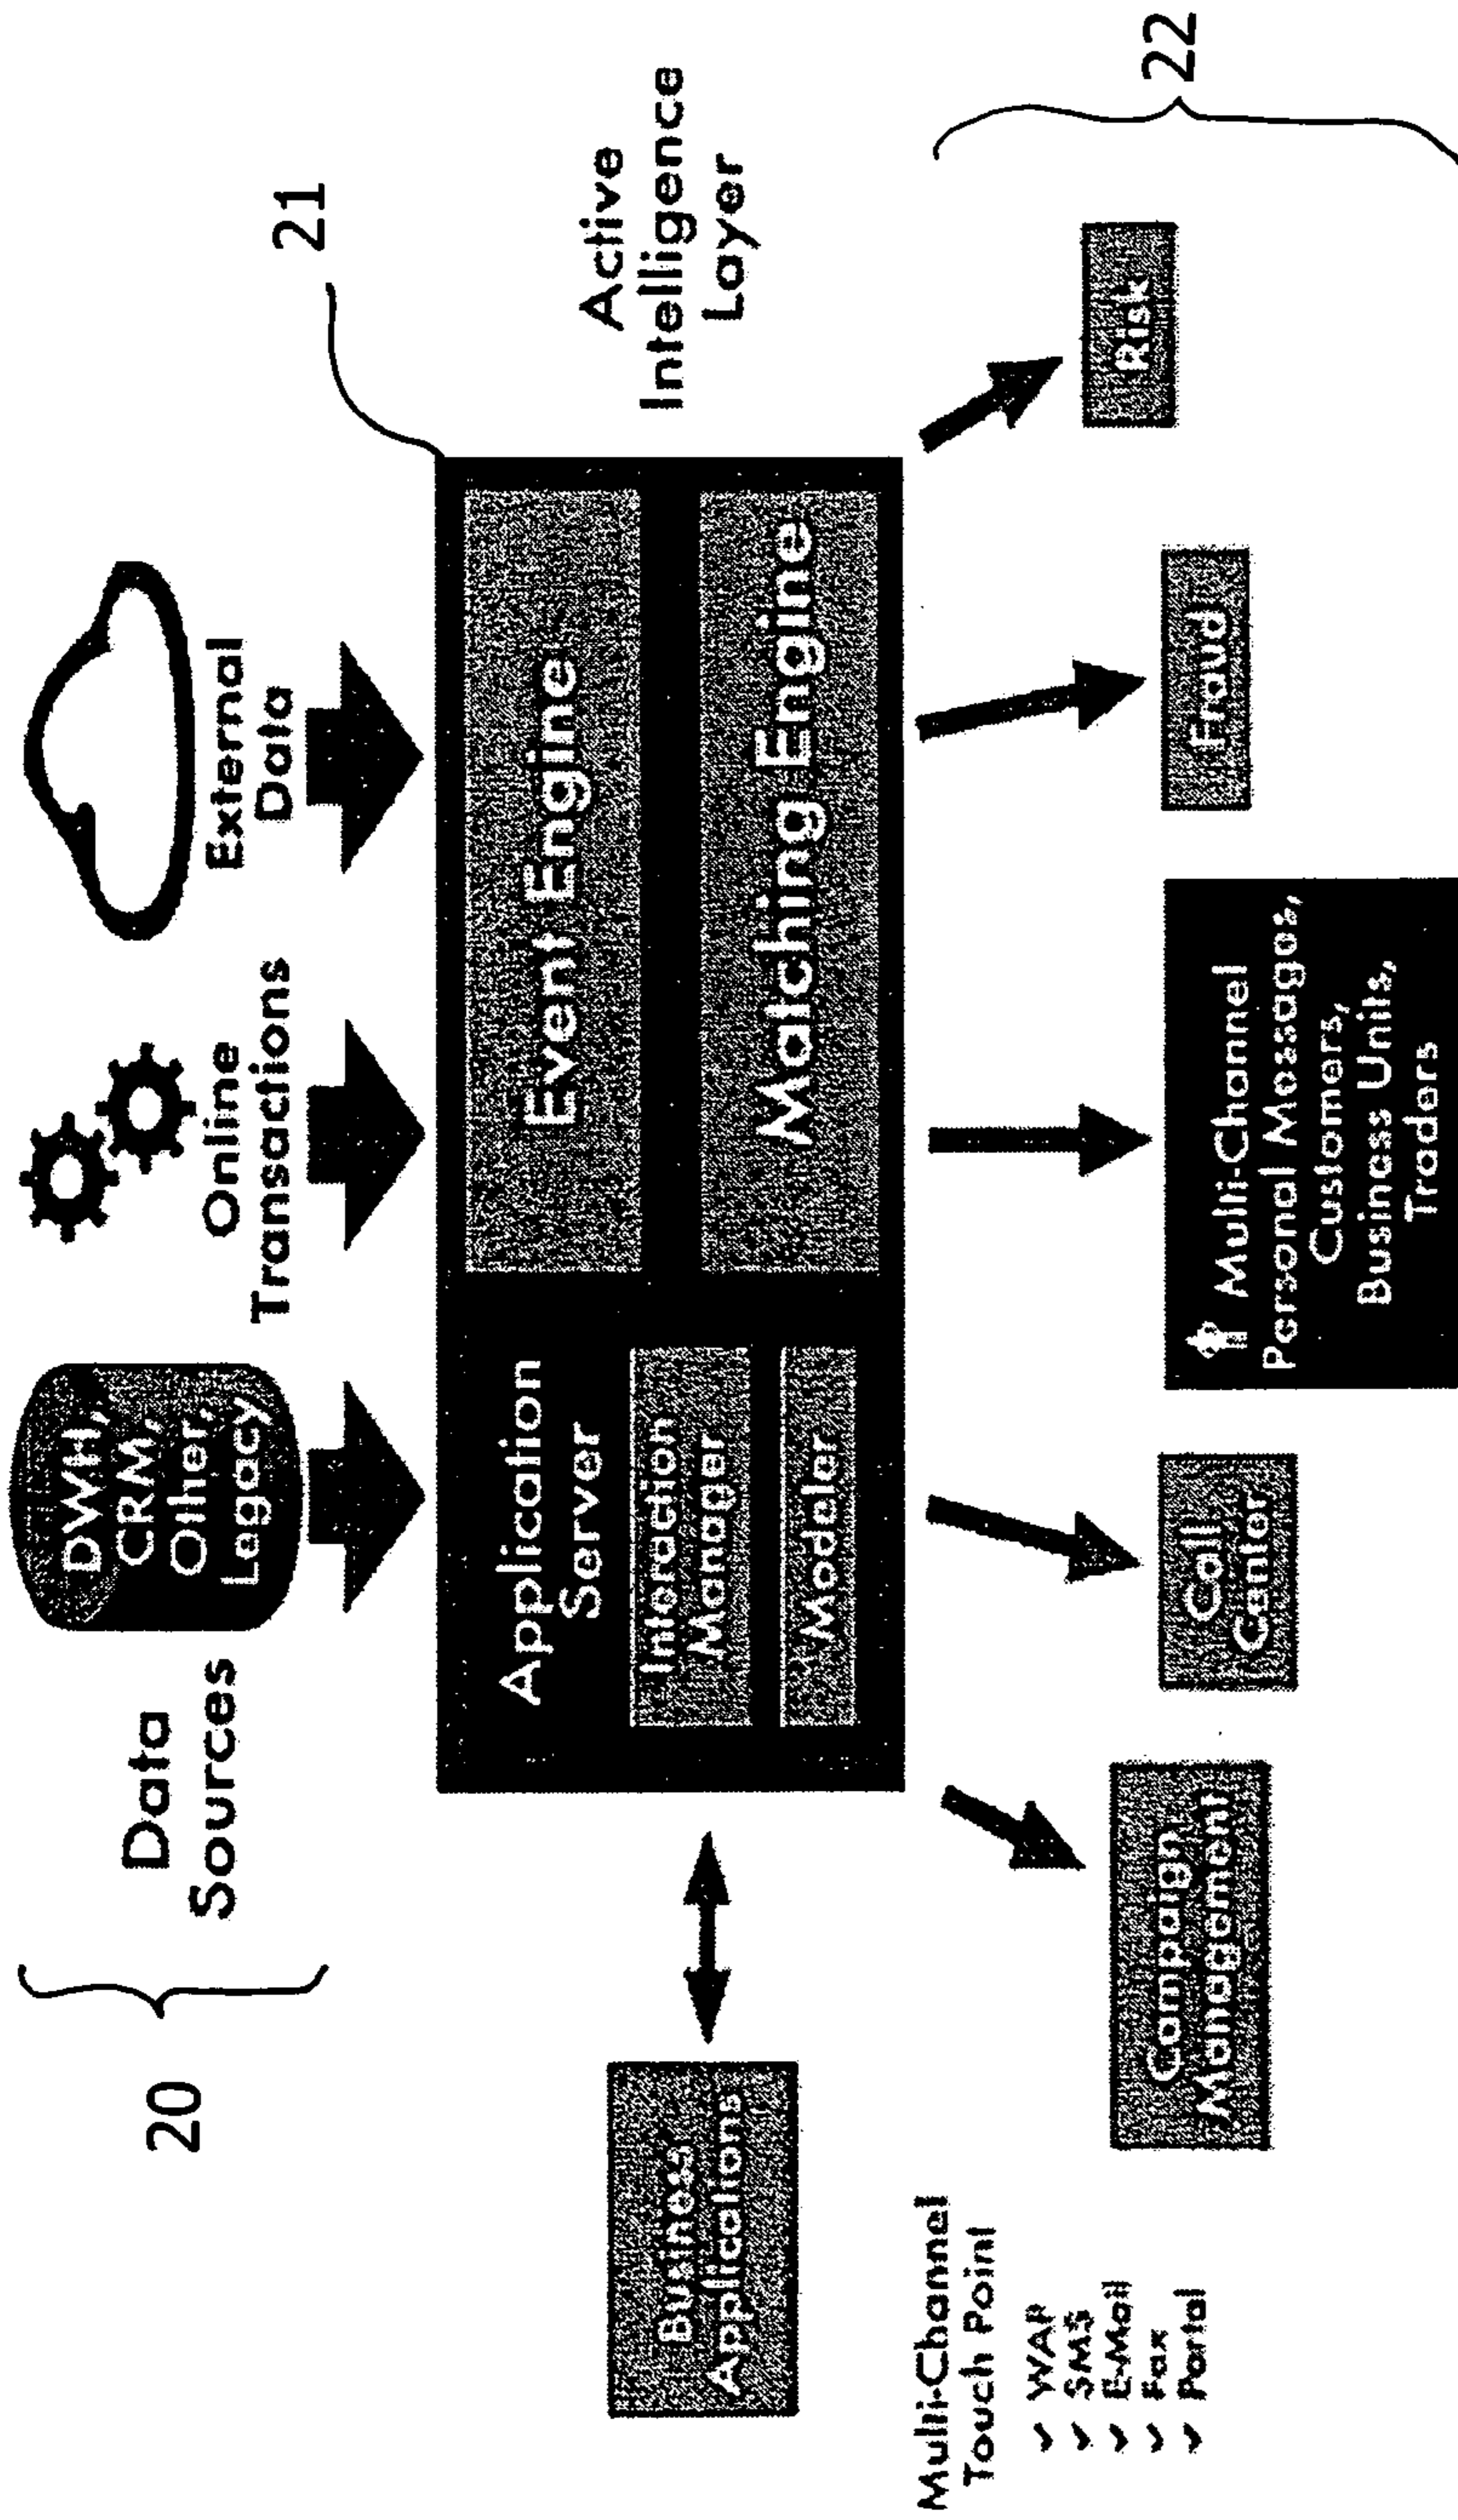 20
Data
Sources
DWH,
CRM,
Other,
Legacy
Online
Transactions
External
Data
21
Application
Server
Interaction
Manager
Modeler
Event Engine
Matching Engine
Active
Intelligence
Layer
Business
Applications
Multi-Channel
Touch Point
WAP
SMS
E-Mail
Fax
Portal
Campaign
Management
Call
Center
Multi-Channel
Personal Messages,
Customers,
Business Units,
Traders
Fraud
Risk
22